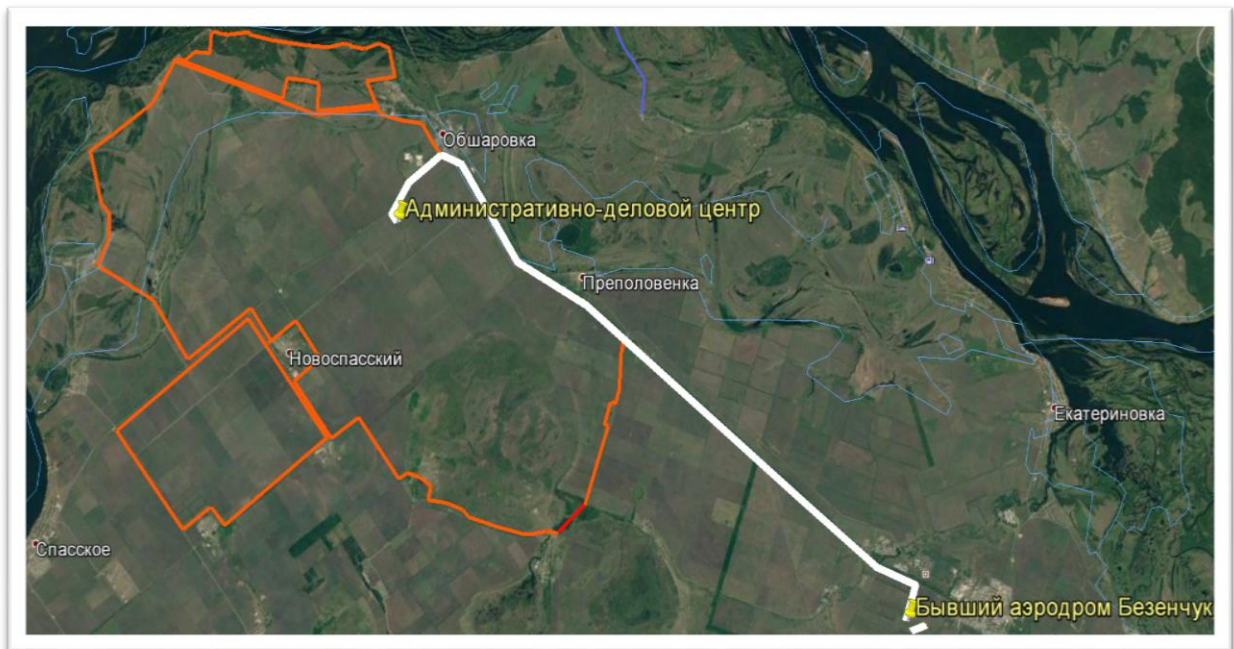 Обшаровка
Административно-деловой центр
Преполовенка
Новоспасский
Екатериновка
Спасское
Бывший аэродром Безенчук